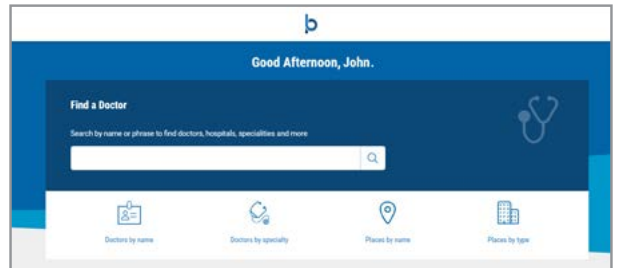 b
Good Afternoon, John.
Find a Doctor
Search by name or phrase to find doctors, hospitals, specialities and more
Doctors by name
Doctors by specialty
Places by name
Places by type